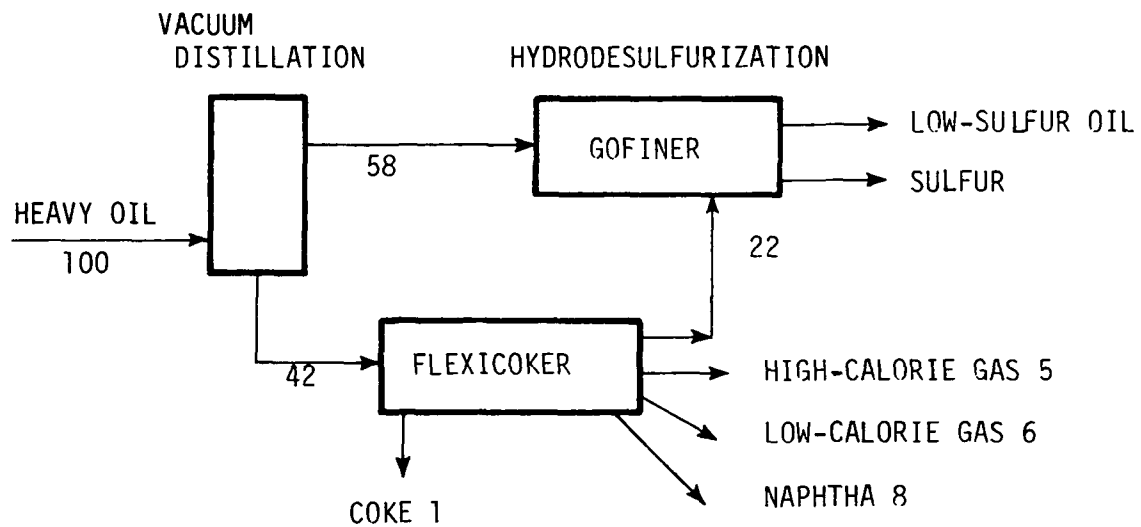 VACUUM
DISTILLATION
HYDRODESULFURIZATION
LOW-SULFUR OIL
GOFINER
58
SULFUR
HEAVY OIL
100
22
FLEXICOKER
42
HIGH-CALORIE GAS 5
LOW-CALORIE GAS 6
NAPHTHA 8
COKE 1